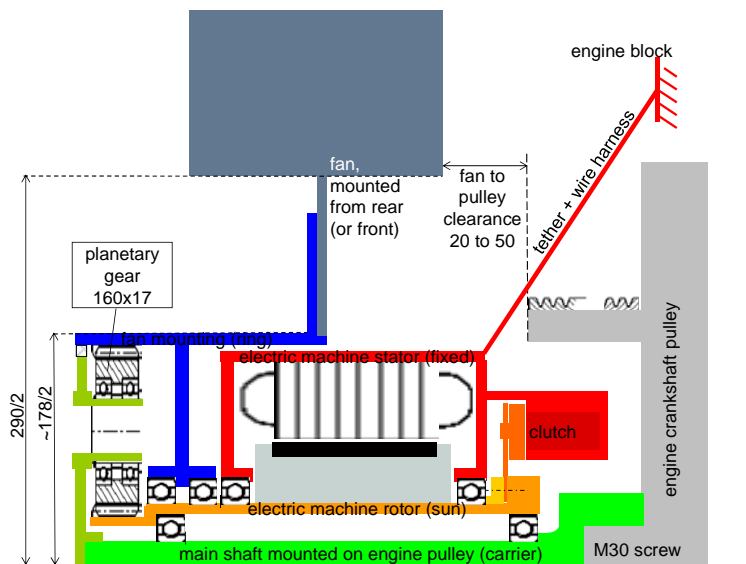 engine block
fan,
mounted
from rear
(or front)
fan to
pulley
clearance
20 to 50
tether + wire harness
planetary
gear
160x17
fan mounting (ring)
electric machine stator (fixed)
290/2
~178/2
clutch
engine crankshaft pulley
electric machine rotor (sun)
main shaft mounted on engine pulley (carrier)
M30 screw